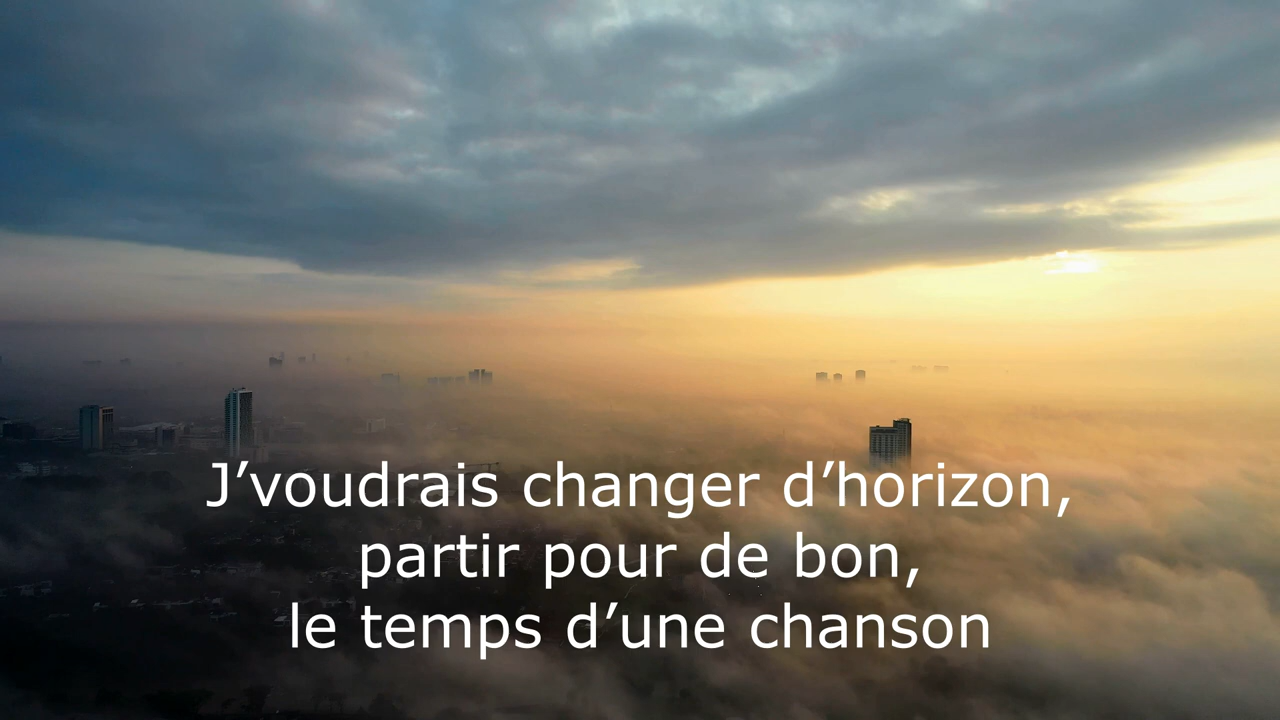 J’voudrais changer d’horizon,
partir pour de bon,
le temps d’une chanson